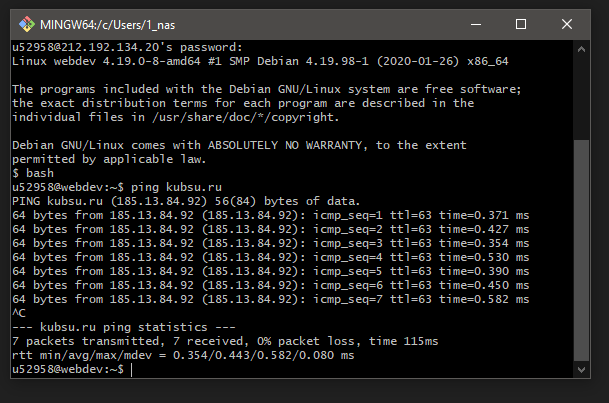 MINGW64:/c/Users/1_nas
u52958@212.192.134.20's password:
Linux webdev 4.19.0-8-amd64 #1 SMP Debian 4.19.98-1 (2020-01-26) x86_64

The programs included with the Debian GNU/Linux system are free software;
the exact distribution terms for each program are described in the
individual files in /usr/share/doc/*/copyright.

Debian GNU/Linux comes with ABSOLUTELY NO WARRANTY, to the extent
permitted by applicable law.
$ bash
u52958@webdev:~$ ping kubsu.ru
PING kubsu.ru (185.13.84.92) 56(84) bytes of data.
64 bytes from 185.13.84.92 (185.13.84.92): icmp_seq=1 ttl=63 time=0.371 ms
64 bytes from 185.13.84.92 (185.13.84.92): icmp_seq=2 ttl=63 time=0.427 ms
64 bytes from 185.13.84.92 (185.13.84.92): icmp_seq=3 ttl=63 time=0.354 ms
64 bytes from 185.13.84.92 (185.13.84.92): icmp_seq=4 ttl=63 time=0.530 ms
64 bytes from 185.13.84.92 (185.13.84.92): icmp_seq=5 ttl=63 time=0.390 ms
64 bytes from 185.13.84.92 (185.13.84.92): icmp_seq=6 ttl=63 time=0.450 ms
64 bytes from 185.13.84.92 (185.13.84.92): icmp_seq=7 ttl=63 time=0.582 ms
^C
--- kubsu.ru ping statistics ---
7 packets transmitted, 7 received, 0% packet loss, time 115ms
rtt min/avg/max/mdev = 0.354/0.443/0.582/0.080 ms
u52958@webdev:~$